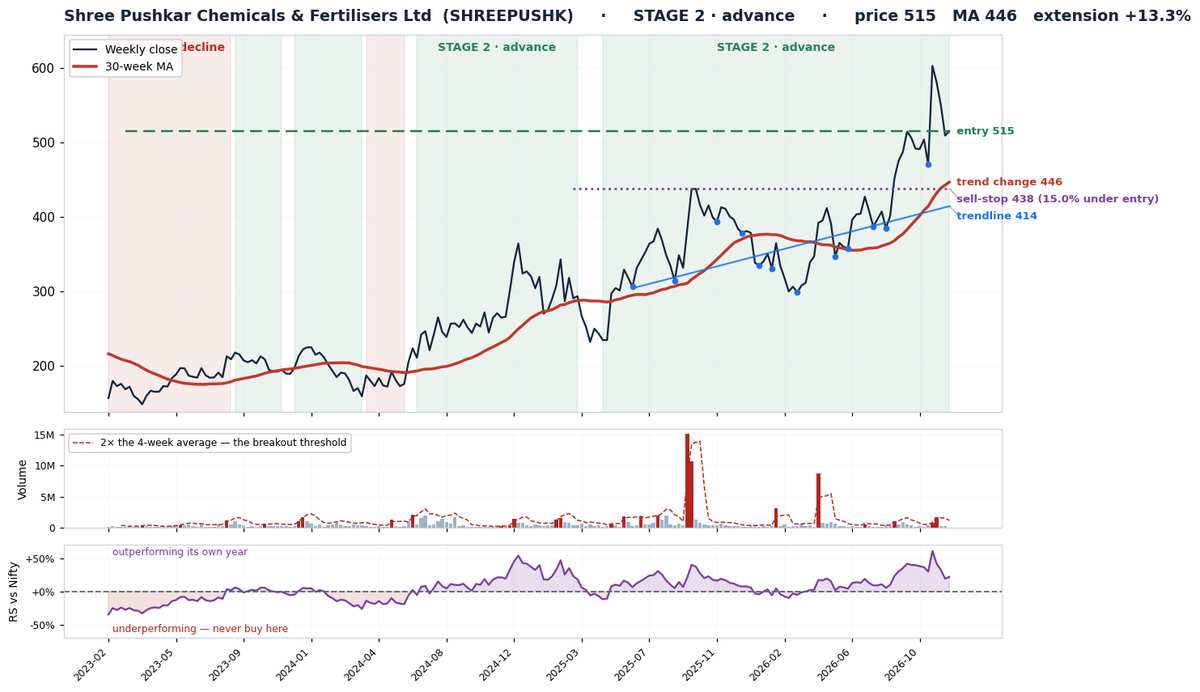 Shree Pushkar Chemicals & Fertilisers Ltd (SHREEPUSHK) · STAGE 2 · advance · price 515 MA 446 extension +13.3%
Weekly close
30-week MA
decline
STAGE 2 · advance
STAGE 2 · advance
600
500
400
300
200
entry 515
trend change 446
sell-stop 438 (15.0% under entry)
trendline 414
Volume
15M
10M
5M
0
2× the 4-week average — the breakout threshold
RS vs Nifty
+50%
+0%
-50%
outperforming its own year
underperforming — never buy here
2023-02
2023-05
2023-09
2024-01
2024-04
2024-08
2024-12
2025-03
2025-07
2025-11
2026-02
2026-06
2026-10